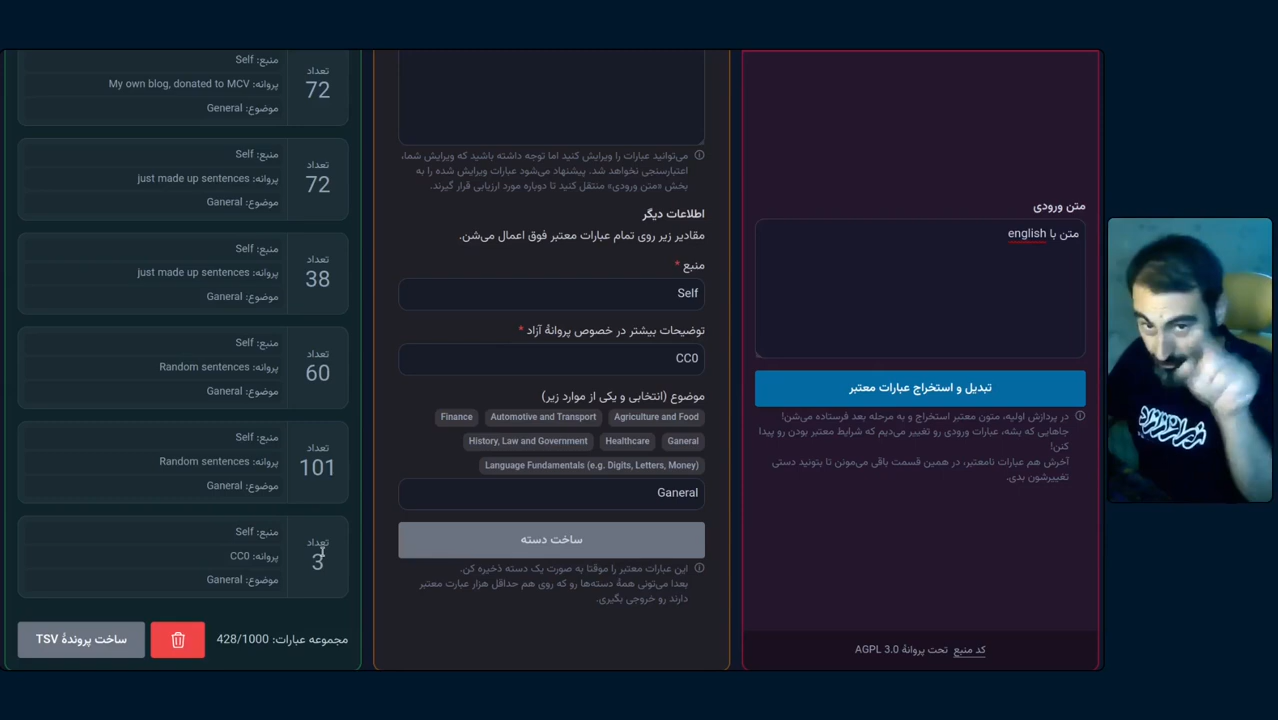 متن ورودی
متن با english
تبدیل و استخراج عبارات معتبر
در پردازش اولیه، متون معتبر استخراج و به مرحله بعد فرستاده می‌شن!
جاهایی که بشه، عبارات ورودی رو تغییر می‌دیم که شرایط معتبر بودن رو پیدا
کنن!
آخرش هم عبارات نامعتبر، در همین قسمت باقی می‌مونن تا بتونید دستی
تغییرشون بدی.
کد منبع تحت پروانهٔ AGPL 3.0
می‌توانید عبارات را ویرایش کنید اما توجه داشته باشید که ویرایش شما،
اعتبارسنجی نخواهد شد. پیشنهاد می‌شود عبارات ویرایش شده را به
بخش «متن ورودی» منتقل کنید تا دوباره مورد ارزیابی قرار گیرند.
اطلاعات دیگر
مقادیر زیر روی تمام عبارات معتبر فوق اعمال می‌شن.
منبع *
Self
توضیحات بیشتر در خصوص پروانهٔ آزاد *
CC0
موضوع (انتخابی و یکی از موارد زیر)
Finance Automotive and Transport Agriculture and Food
History, Law and Government Healthcare General
Language Fundamentals (e.g. Digits, Letters, Money)
Ganeral
ساخت دسته
این عبارات معتبر را موقتا به صورت یک دسته ذخیره کن.
بعدا می‌تونی همهٔ دسته‌ها رو که روی هم حداقل هزار عبارت معتبر
دارند رو خروجی بگیری.
تعداد
72
منبع: Self
پروانه: My own blog, donated to MCV
موضوع: General
تعداد
72
منبع: Self
پروانه: just made up sentences
موضوع: Ganeral
تعداد
38
منبع: Self
پروانه: just made up sentences
موضوع: Ganeral
تعداد
60
منبع: Self
پروانه: Random sentences
موضوع: Ganeral
تعداد
101
منبع: Self
پروانه: Random sentences
موضوع: Ganeral
تعداد
3
منبع: Self
پروانه: CC0
موضوع: Ganeral
مجموعه عبارات: 428/1000
ساخت پروندهٔ TSV